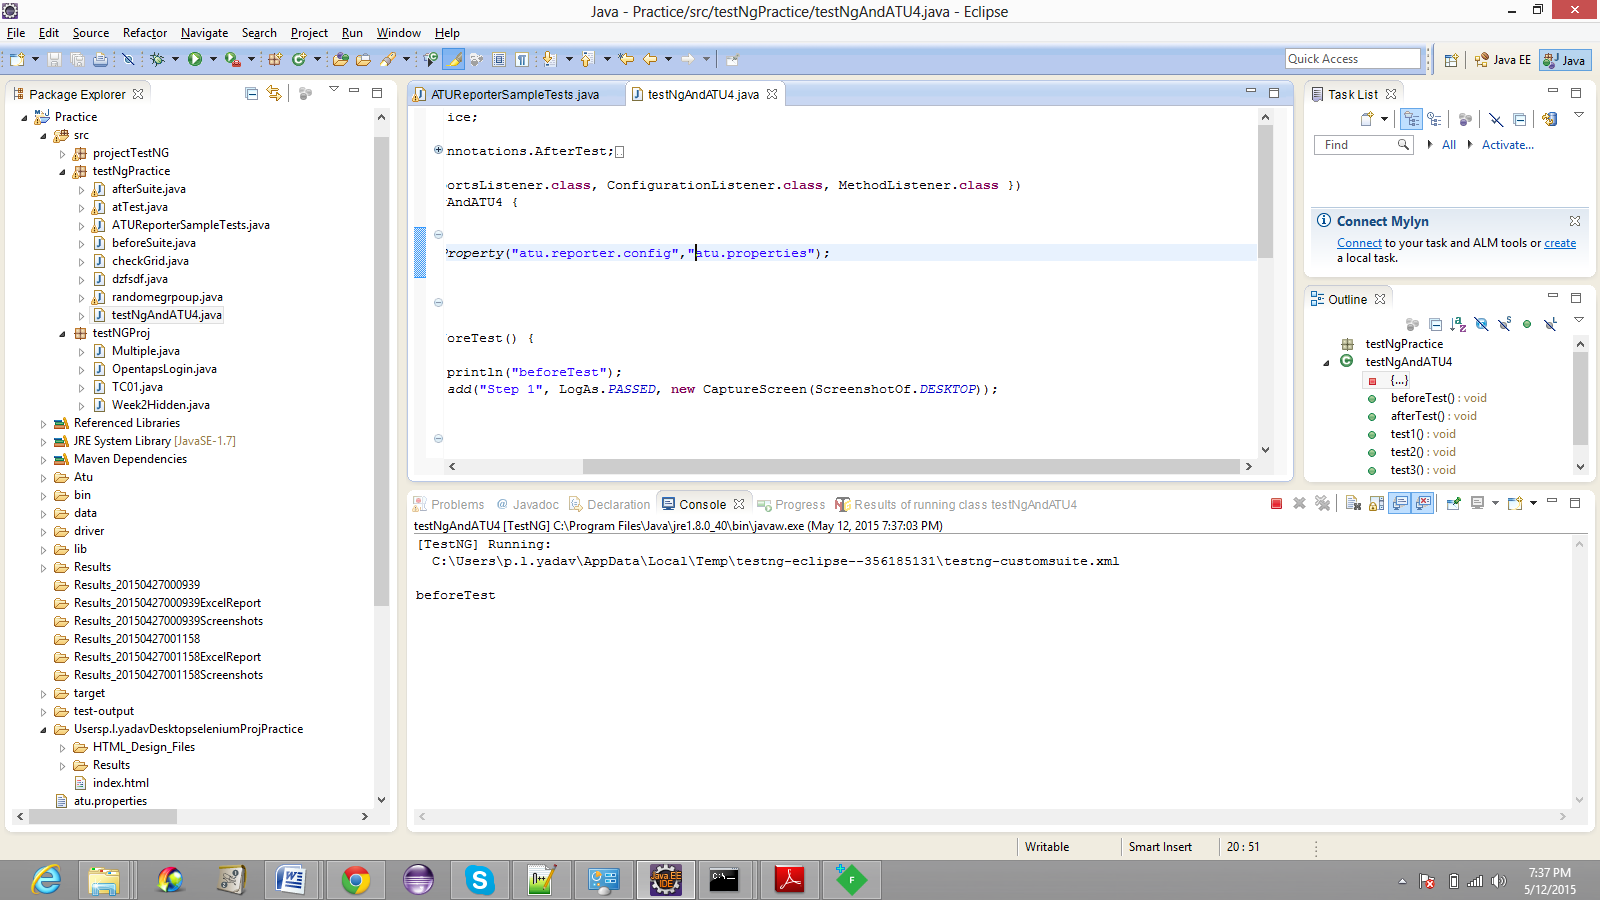 Java - Practice/src/testNgPractice/testNgAndATU4.java - Eclipse
File Edit Source Refactor Navigate Search Project Run Window Help
Quick Access
Java EE
Java
Package Explorer
Practice
src
projectTestNG
testNgPractice
afterSuite.java
atTest.java
ATUReporterSampleTests.java
beforeSuite.java
checkGrid.java
dzfsdf.java
randomegrpoup.java
testNgAndATU4.java
testNGProj
Multiple.java
OpentapsLogin.java
TC01.java
Week2Hidden.java
Referenced Libraries
JRE System Library [JavaSE-1.7]
Maven Dependencies
Atu
bin
data
driver
lib
Results
Results_20150427000939
Results_20150427000939ExcelReport
Results_20150427000939Screenshots
Results_20150427001158
Results_20150427001158ExcelReport
Results_20150427001158Screenshots
target
test-output
Usersp.l.yadavDesktopseleniumProjPractice
HTML_Design_Files
Results
index.html
atu.properties
ATUReporterSampleTests.java
testNgAndATU4.java
ice;
nnotations.AfterTest;
ortsListener.class, ConfigurationListener.class, MethodListener.class })
AndATU4 {
Property("atu.reporter.config","atu.properties");
oreTest() {
println("beforeTest");
add("Step 1", LogAs.PASSED, new CaptureScreen(ScreenshotOf.DESKTOP));
Task List
Find
All
Activate...
Connect Mylyn
Connect to your task and ALM tools or create
a local task.
Outline
testNgPractice
testNgAndATU4
{...}
beforeTest() : void
afterTest() : void
test1() : void
test2() : void
test3() : void
Problems @ Javadoc Declaration Console Progress Results of running class testNgAndATU4
testNgAndATU4 [TestNG] C:\Program Files\Java\jre1.8.0_40\bin\javaw.exe (May 12, 2015 7:37:03 PM)
[TestNG] Running:
C:\Users\p.l.yadav\AppData\Local\Temp\testng-eclipse--356185131\testng-customsuite.xml
beforeTest
Writable
Smart Insert
20 : 51
Java EE
IDE
7:37 PM
5/12/2015